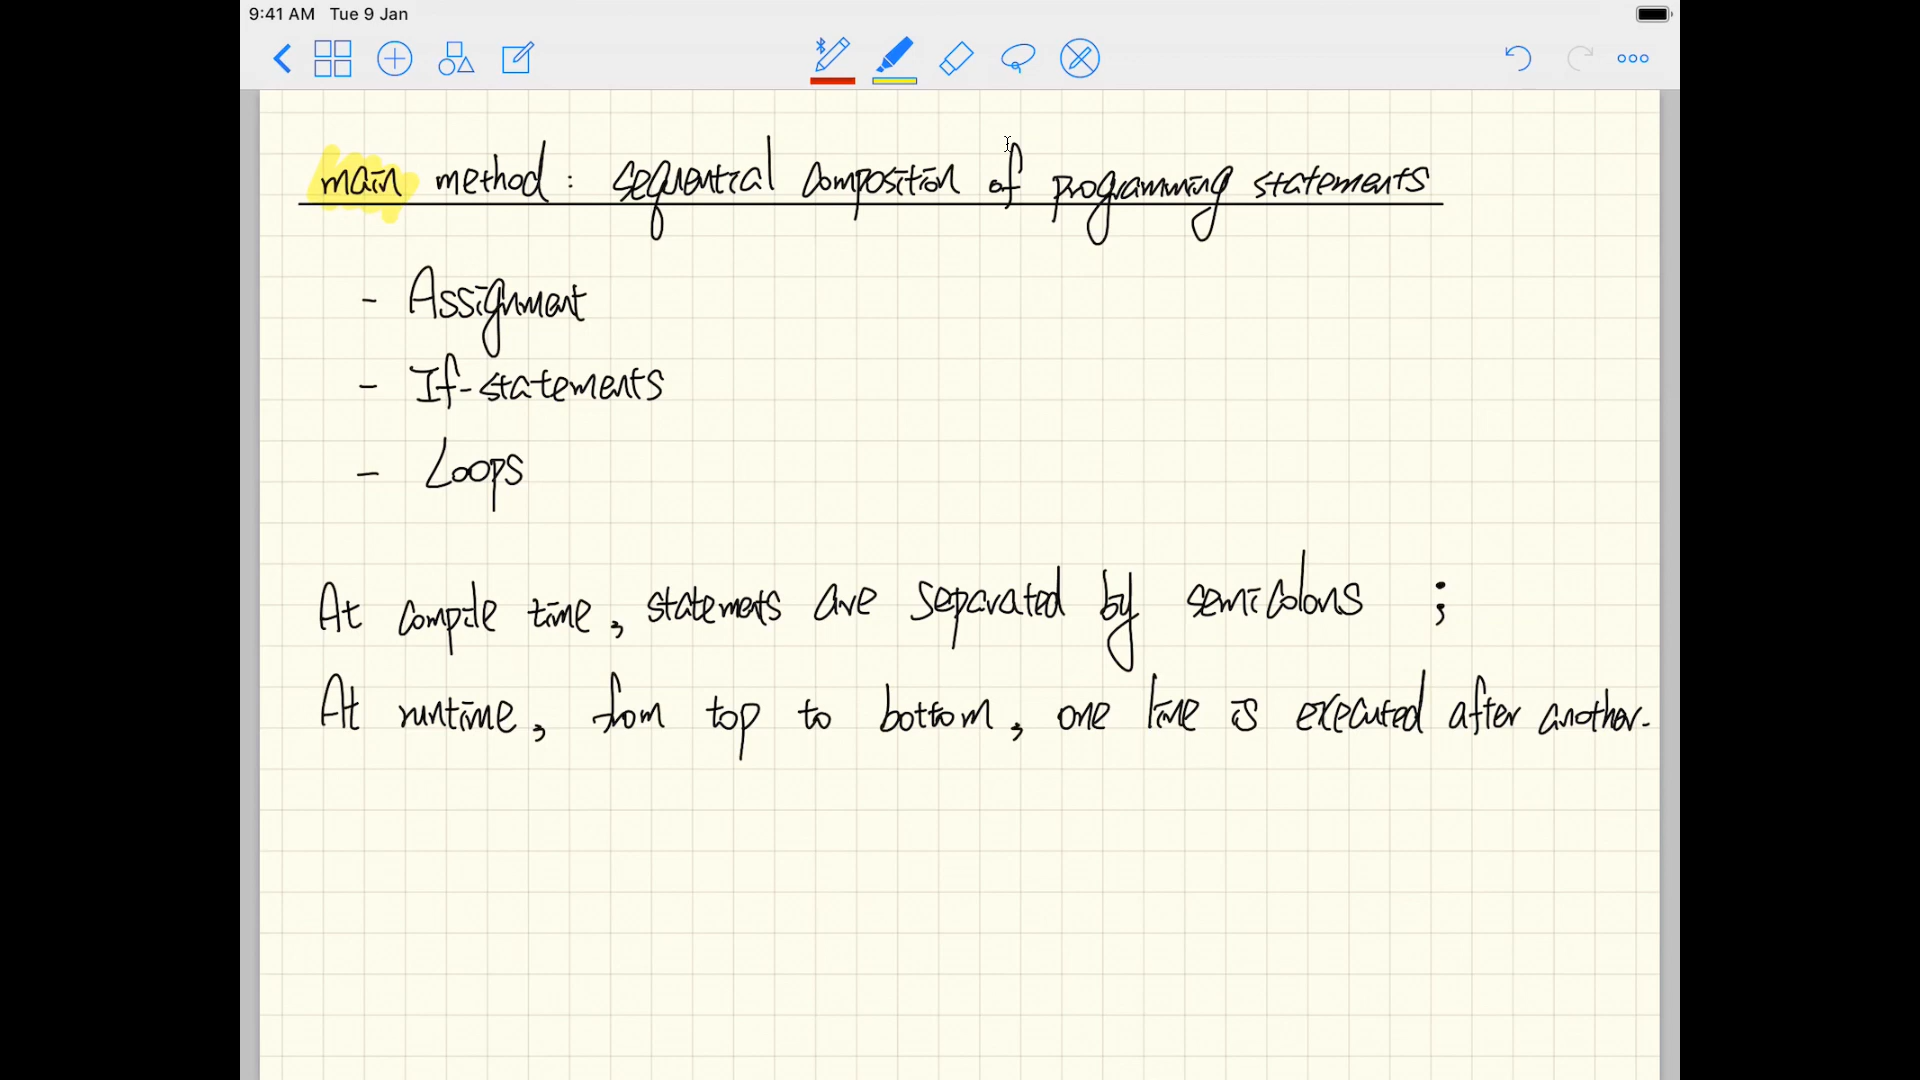 9:41 AM Tue 9 Jan
main method : sequential composition of programming statements
- Assignment
- If-statements
- Loops
At compile time, statements are separated by semicolons ;
At runtime, from top to bottom, one line is executed after another.